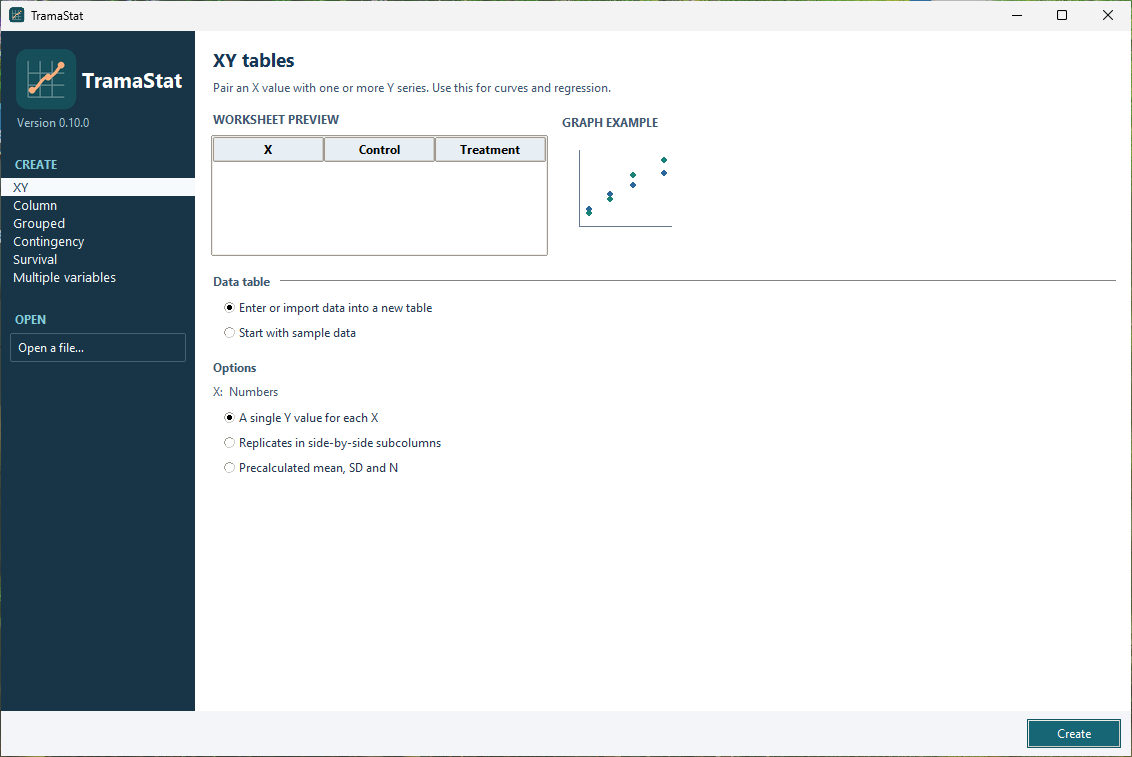 TramaStat
TramaStat
Version 0.10.0
CREATE
XY
Column
Grouped
Contingency
Survival
Multiple variables
OPEN
Open a file...
XY tables
Pair an X value with one or more Y series. Use this for curves and regression.
WORKSHEET PREVIEW
X Control Treatment
GRAPH EXAMPLE
Data table
Enter or import data into a new table
Start with sample data
Options
X: Numbers
A single Y value for each X
Replicates in side-by-side subcolumns
Precalculated mean, SD and N
Create